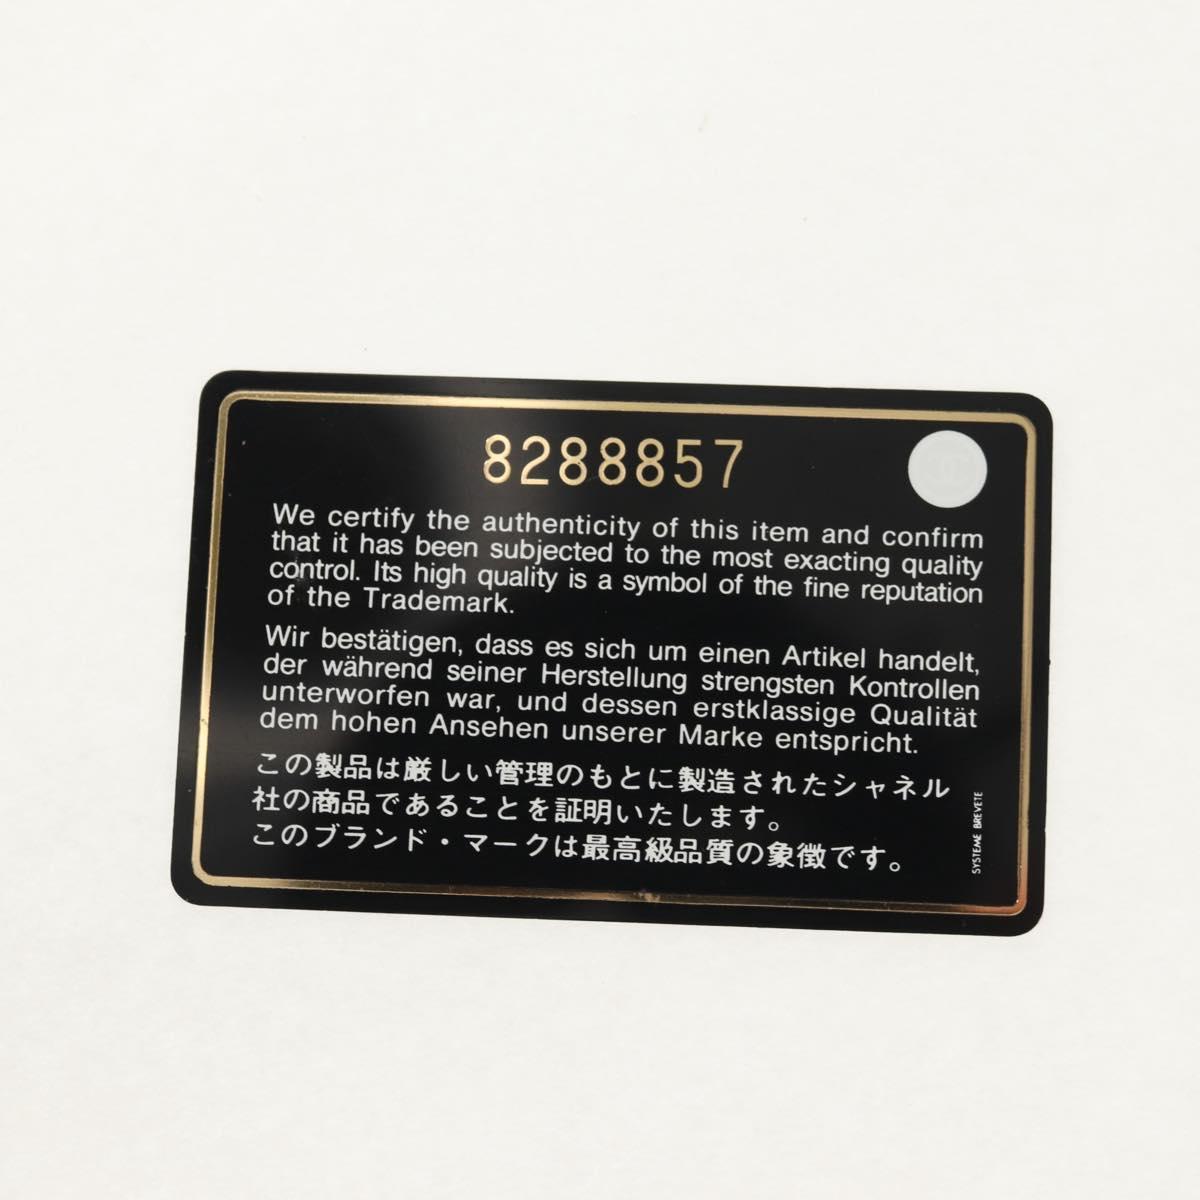 8288857
We certify the authenticity of this item and confirm
that it has been subjected to the most exacting quality
control. Its high quality is a symbol of the fine reputation
of the Trademark.
Wir bestätigen, dass es sich um einen Artikel handelt,
der während seiner Herstellung strengsten Kontrollen
unterworfen war, und dessen erstklassige Qualität
dem hohen Ansehen unserer Marke entspricht.
この製品は厳しい管理のもとに製造されたシャネル
社の商品であることを証明いたします。
このブランド・マークは最高級品質の象徴です。
SYSTEME BREVETE